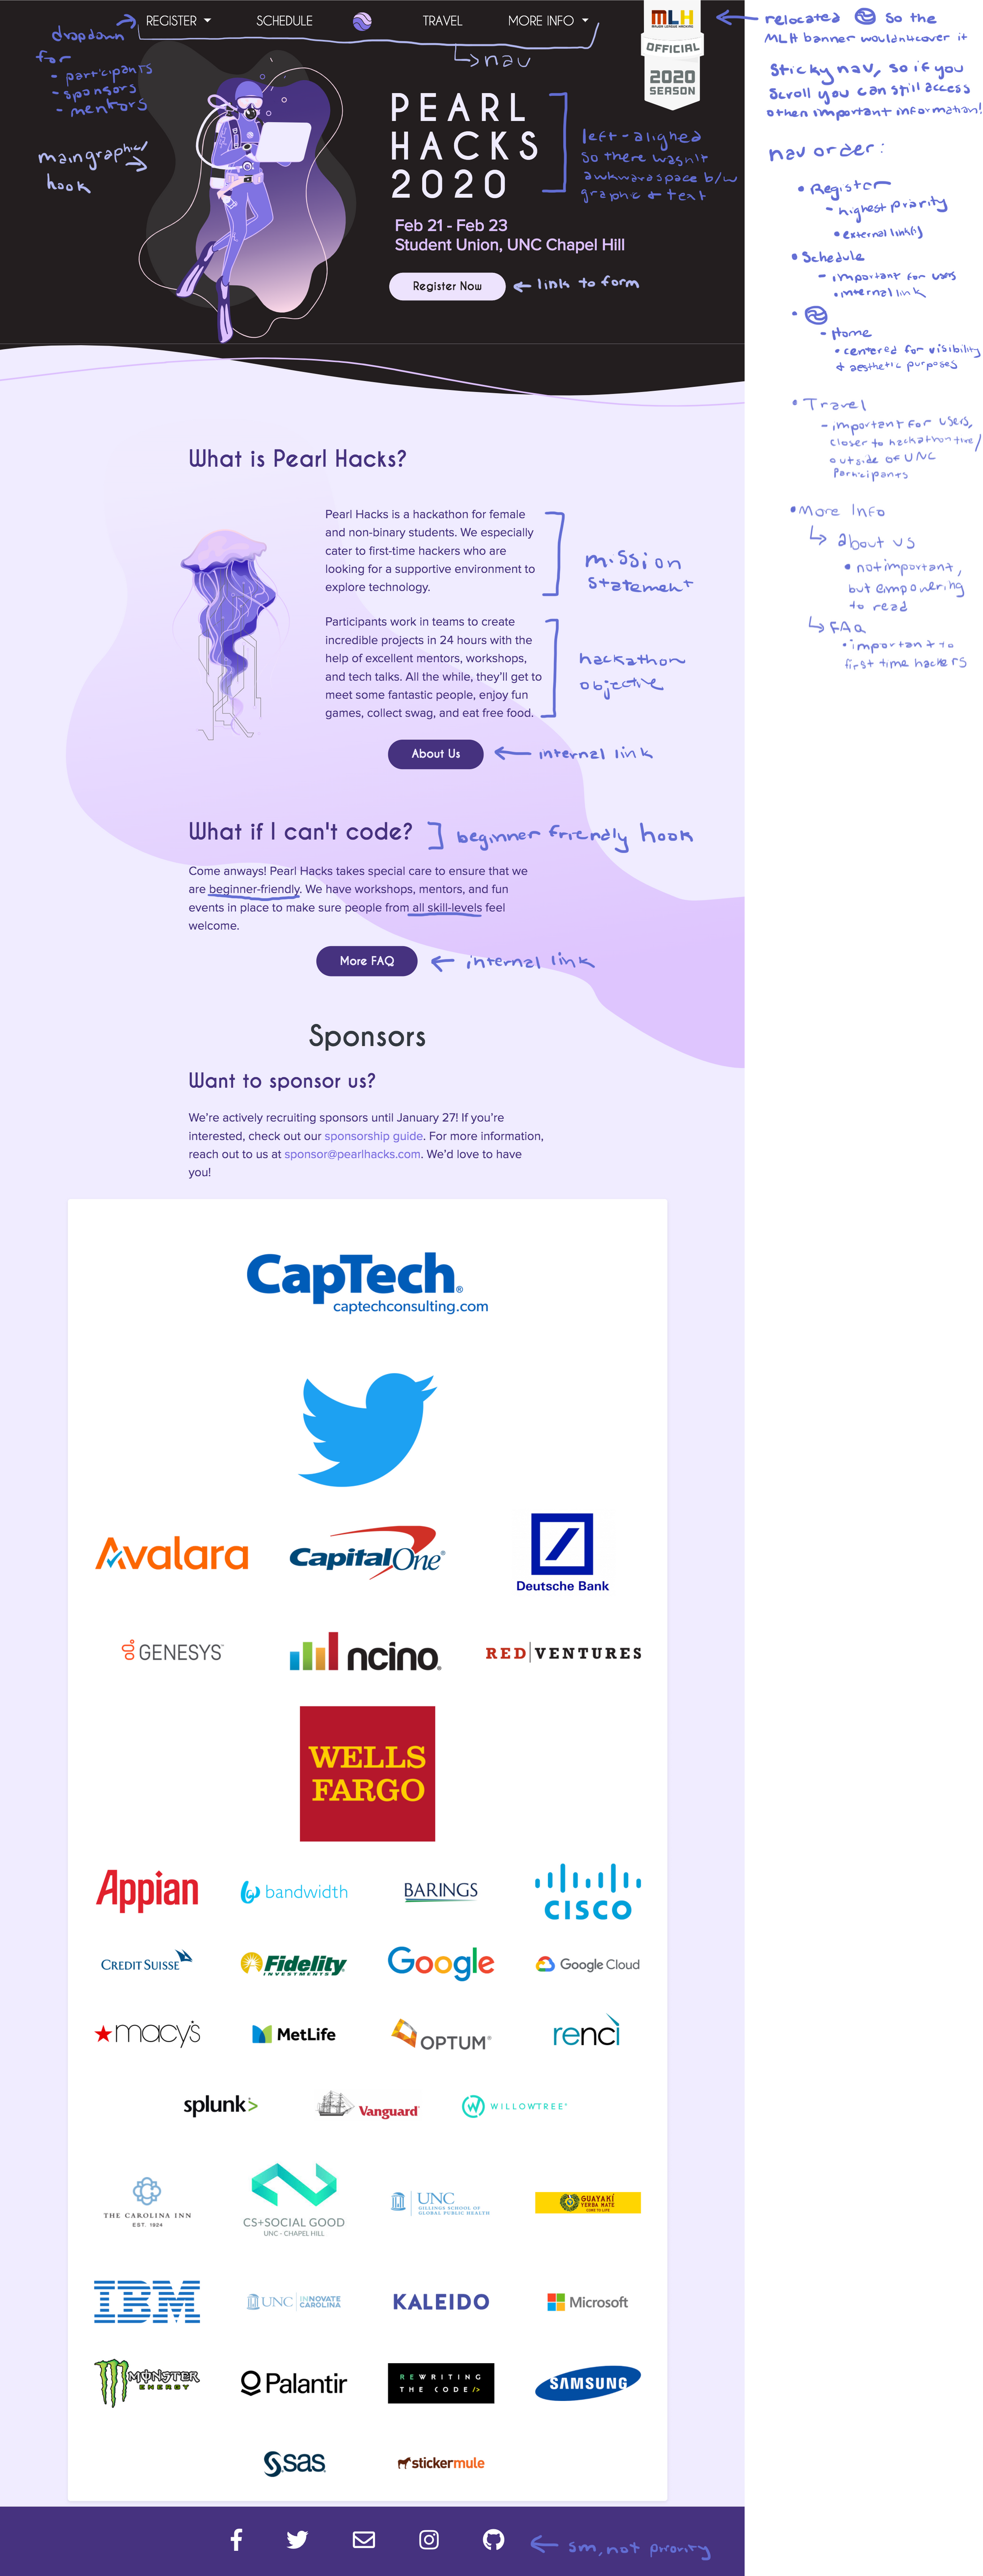 REGISTER SCHEDULE TRAVEL MORE INFO
MLH
MAJOR LEAGUE HACKING
OFFICIAL
2020
SEASON
relocated so the
MLH banner wouldn't cover it
sticky nav, so if you
scroll you can still access
other important information!
dropdown
for
- participants
- sponsors
- mentors
nav
main graphic/
hook
PEARL
HACKS
2020
left-alighed
so there wasn't
awkward space b/w
graphic & text
Feb 21 - Feb 23
Student Union, UNC Chapel Hill
Register Now
link to form
nav order:
• Register
- highest priority
• external link(s)
• Schedule
- important for users
• internal link
•
- Home
• centered for visibility
& aesthetic purposes
• Travel
- important for users,
closer to hackathon time/
outside of UNC
participants
• More Info
about us
• not important,
but empowering
to read
FAQ
• important to
first time hackers
What is Pearl Hacks?
Pearl Hacks is a hackathon for female
and non-binary students. We especially
cater to first-time hackers who are
looking for a supportive environment to
explore technology.
mission
statement
Participants work in teams to create
incredible projects in 24 hours with the
help of excellent mentors, workshops,
and tech talks. All the while, they'll get to
meet some fantastic people, enjoy fun
games, collect swag, and eat free food.
hackathon
objective
About Us
internal link
What if I can't code?
beginner friendly hook
Come anways! Pearl Hacks takes special care to ensure that we
are beginner-friendly. We have workshops, mentors, and fun
events in place to make sure people from all skill-levels feel
welcome.
More FAQ
internal link
Sponsors
Want to sponsor us?
We're actively recruiting sponsors until January 27! If you're
interested, check out our sponsorship guide. For more information,
reach out to us at sponsor@pearlhacks.com. We'd love to have
you!
CapTech®
captechconsulting.com
Avalara
Capital One®
Deutsche Bank
GENESYS™
ncino®
RED|VENTURES
WELLS
FARGO
Appian
bandwidth
BARINGS
CISCO
CREDIT SUISSE
Fidelity
INVESTMENTS
Google
Google Cloud
macy's
MetLife
OPTUM®
renci
splunk>
Vanguard
WILLOWTREE®
THE CAROLINA INN
EST. 1924
CS+SOCIAL GOOD
UNC - CHAPEL HILL
UNC
GILLINGS SCHOOL OF
GLOBAL PUBLIC HEALTH
GUAYAKÍ
YERBA MATE
COME TO LIFE
IBM
UNC INNOVATE
CAROLINA
KALEIDO
Microsoft
MONSTER
ENERGY
Palantir
REWRITING
THE CODE/>
SAMSUNG
sas
stickermule
sm, not priority